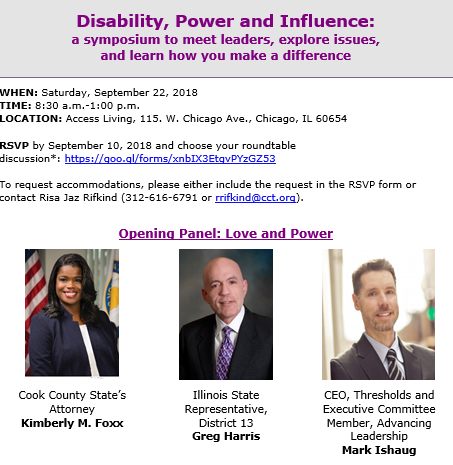 Disability, Power and Influence:
a symposium to meet leaders, explore issues,
and learn how you make a difference
WHEN: Saturday, September 22, 2018
TIME: 8:30 a.m.-1:00 p.m.
LOCATION: Access Living, 115. W. Chicago Ave., Chicago, IL 60654
RSVP by September 10, 2018 and choose your roundtable
discussion*: https://goo.gl/forms/xnbIX3EtqvPYzGZ53
To request accommodations, please either include the request in the RSVP form or
contact Risa Jaz Rifkind (312-616-6791 or rrifkind@cct.org).
Opening Panel: Love and Power
Cook County State's
Attorney
Kimberly M. Foxx
Illinois State
Representative,
District 13
Greg Harris
CEO, Thresholds and
Executive Committee
Member, Advancing
Leadership
Mark Ishaug